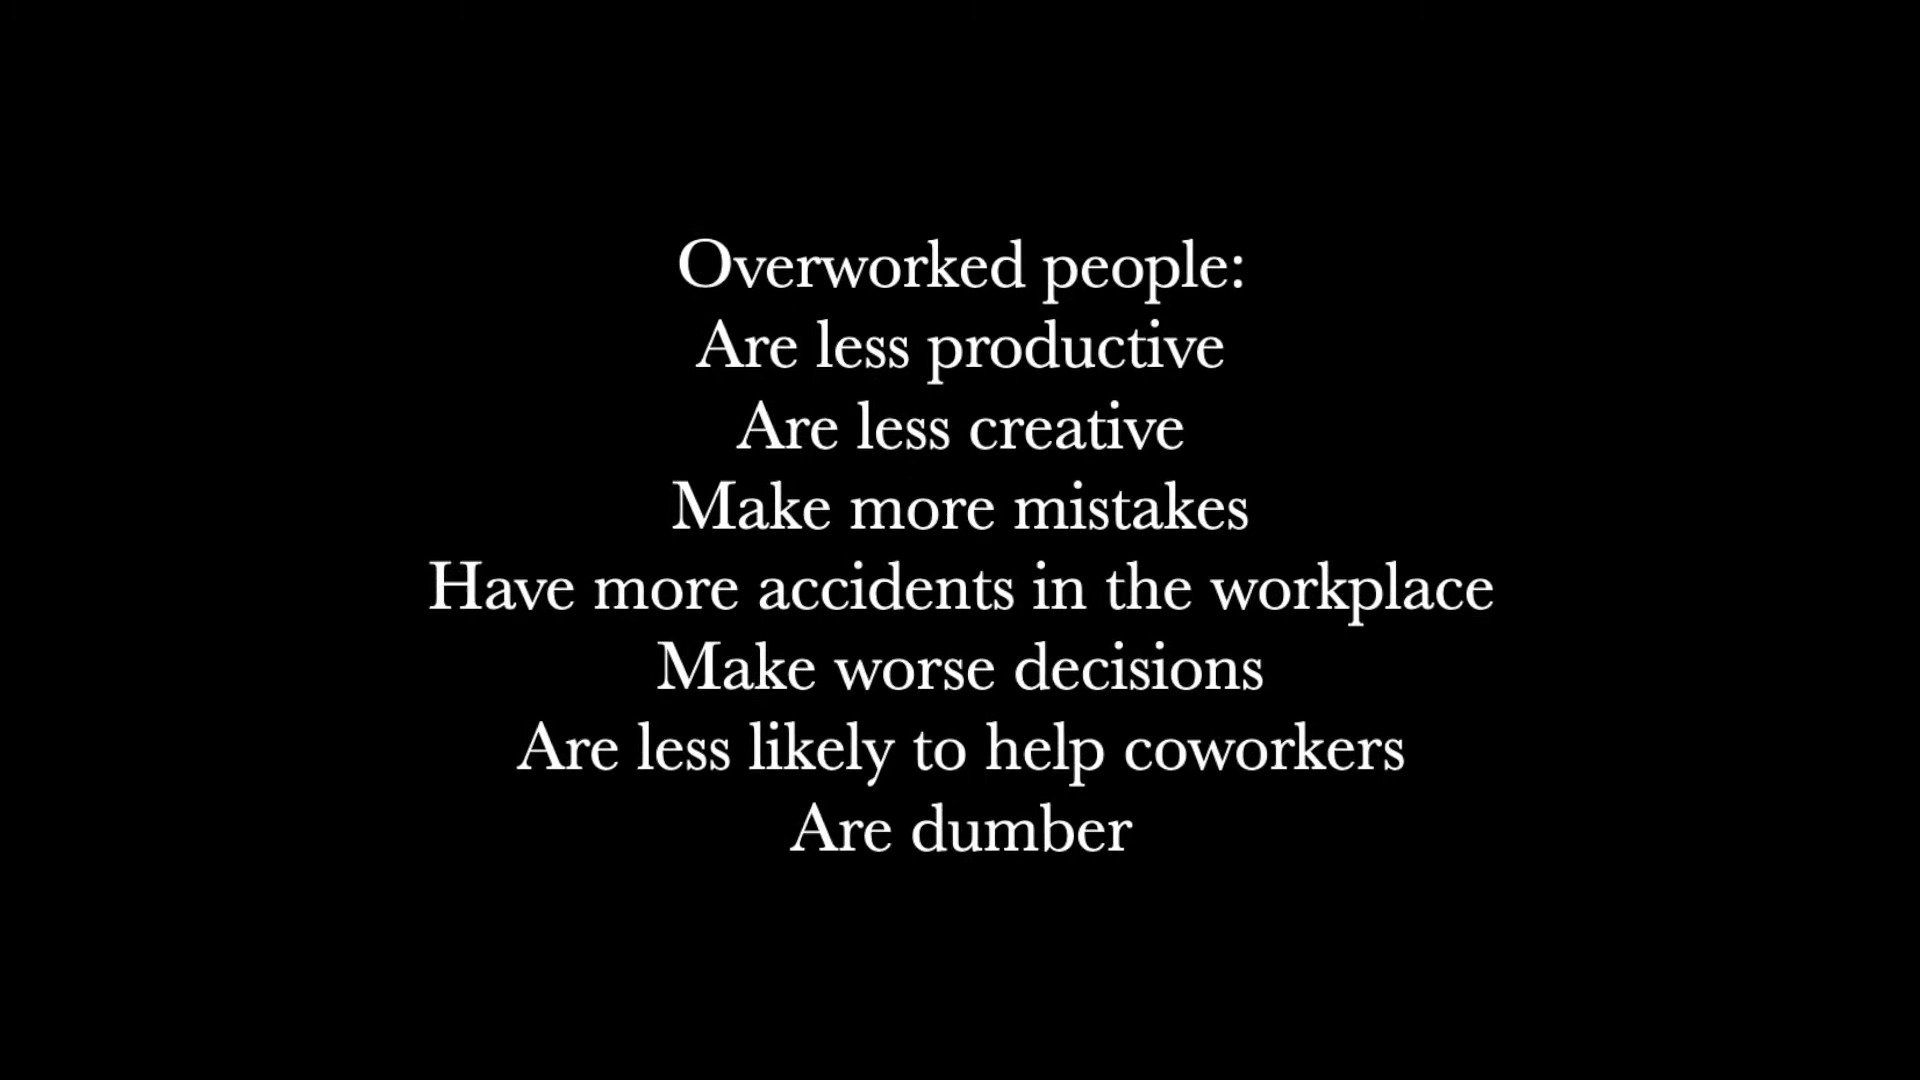 Overworked people:
Are less productive
Are less creative
Make more mistakes
Have more accidents in the workplace
Make worse decisions
Are less likely to help coworkers
Are dumber